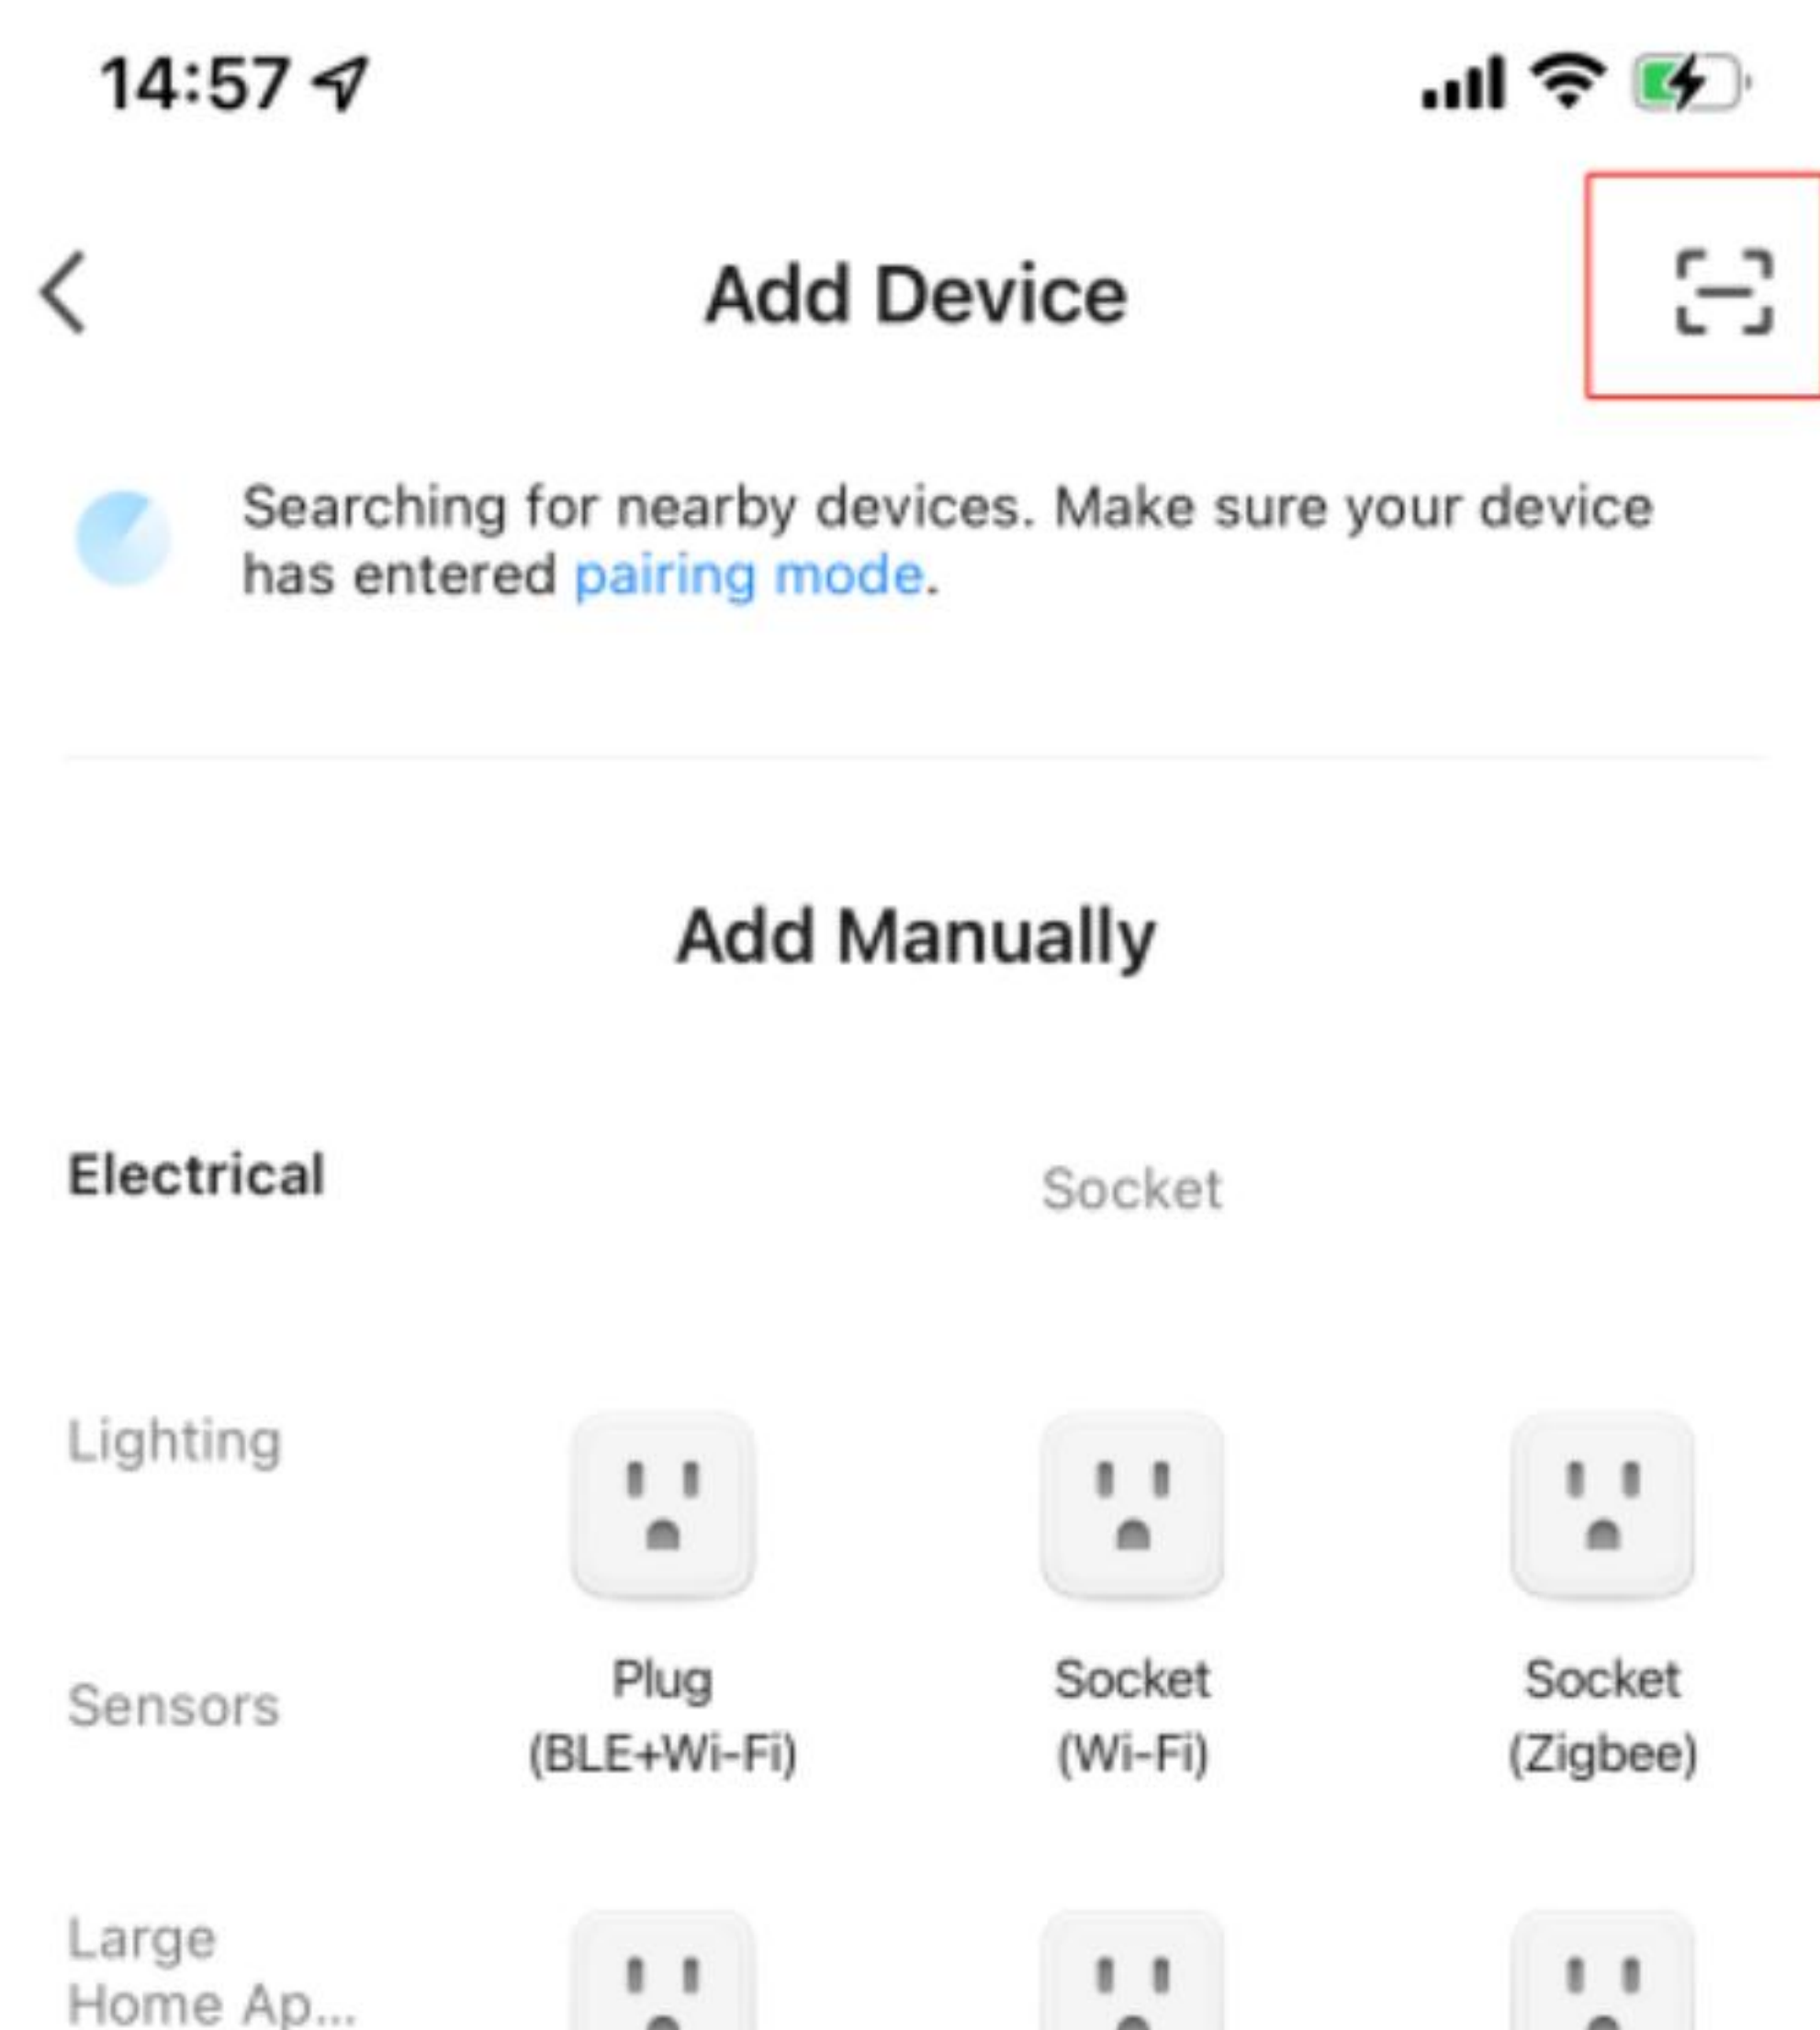 14:57
Add Device
Searching for nearby devices. Make sure your device
has entered pairing mode.
Add Manually
Electrical
Socket
Lighting
Sensors
Plug
(BLE+Wi-Fi)
Socket
(Wi-Fi)
Socket
(Zigbee)
Large
Home Ap...